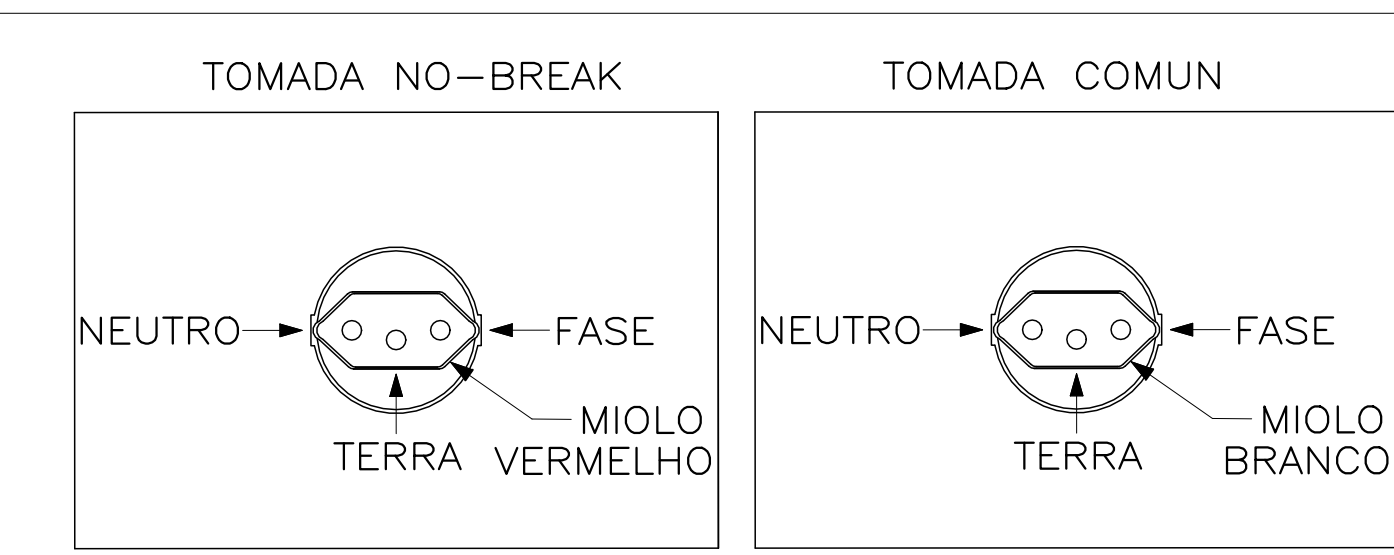 TOMADA NO-BREAK
NEUTRO
FASE
TERRA
MIOLO
VERMELHO
TOMADA COMUN
NEUTRO
FASE
TERRA
MIOLO
BRANCO